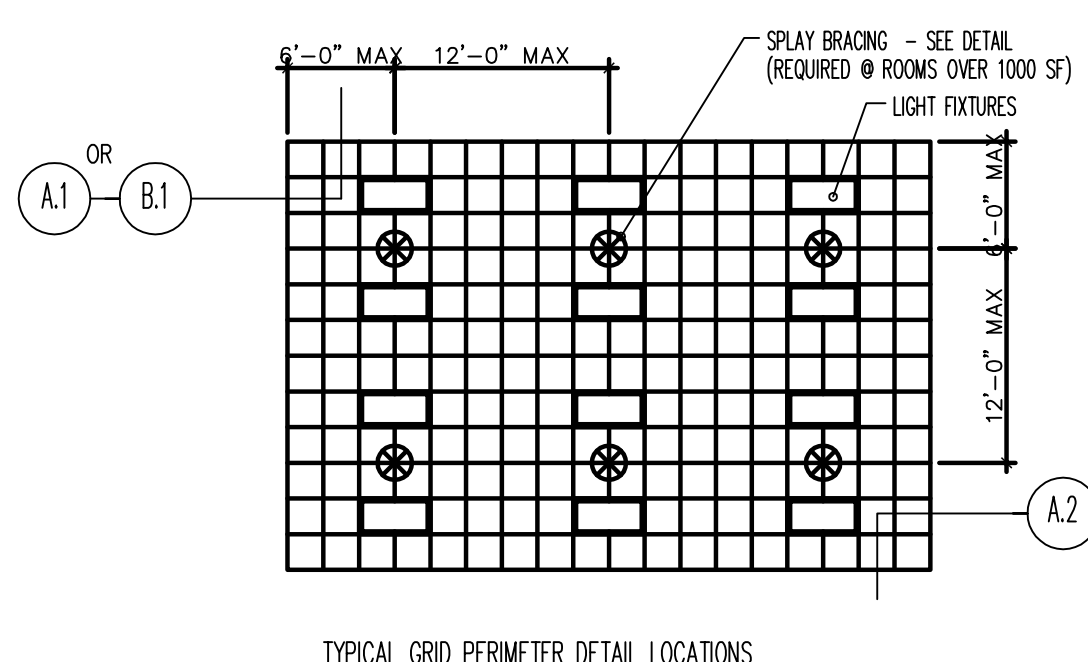 6'-0" MAX
12'-0" MAX
SPLAY BRACING - SEE DETAIL
(REQUIRED @ ROOMS OVER 1000 SF)
LIGHT FIXTURES
OR
A.1
B.1
6'-0" MAX
12'-0" MAX
A.2
TYPICAL GRID PERIMETER DETAIL LOCATIONS